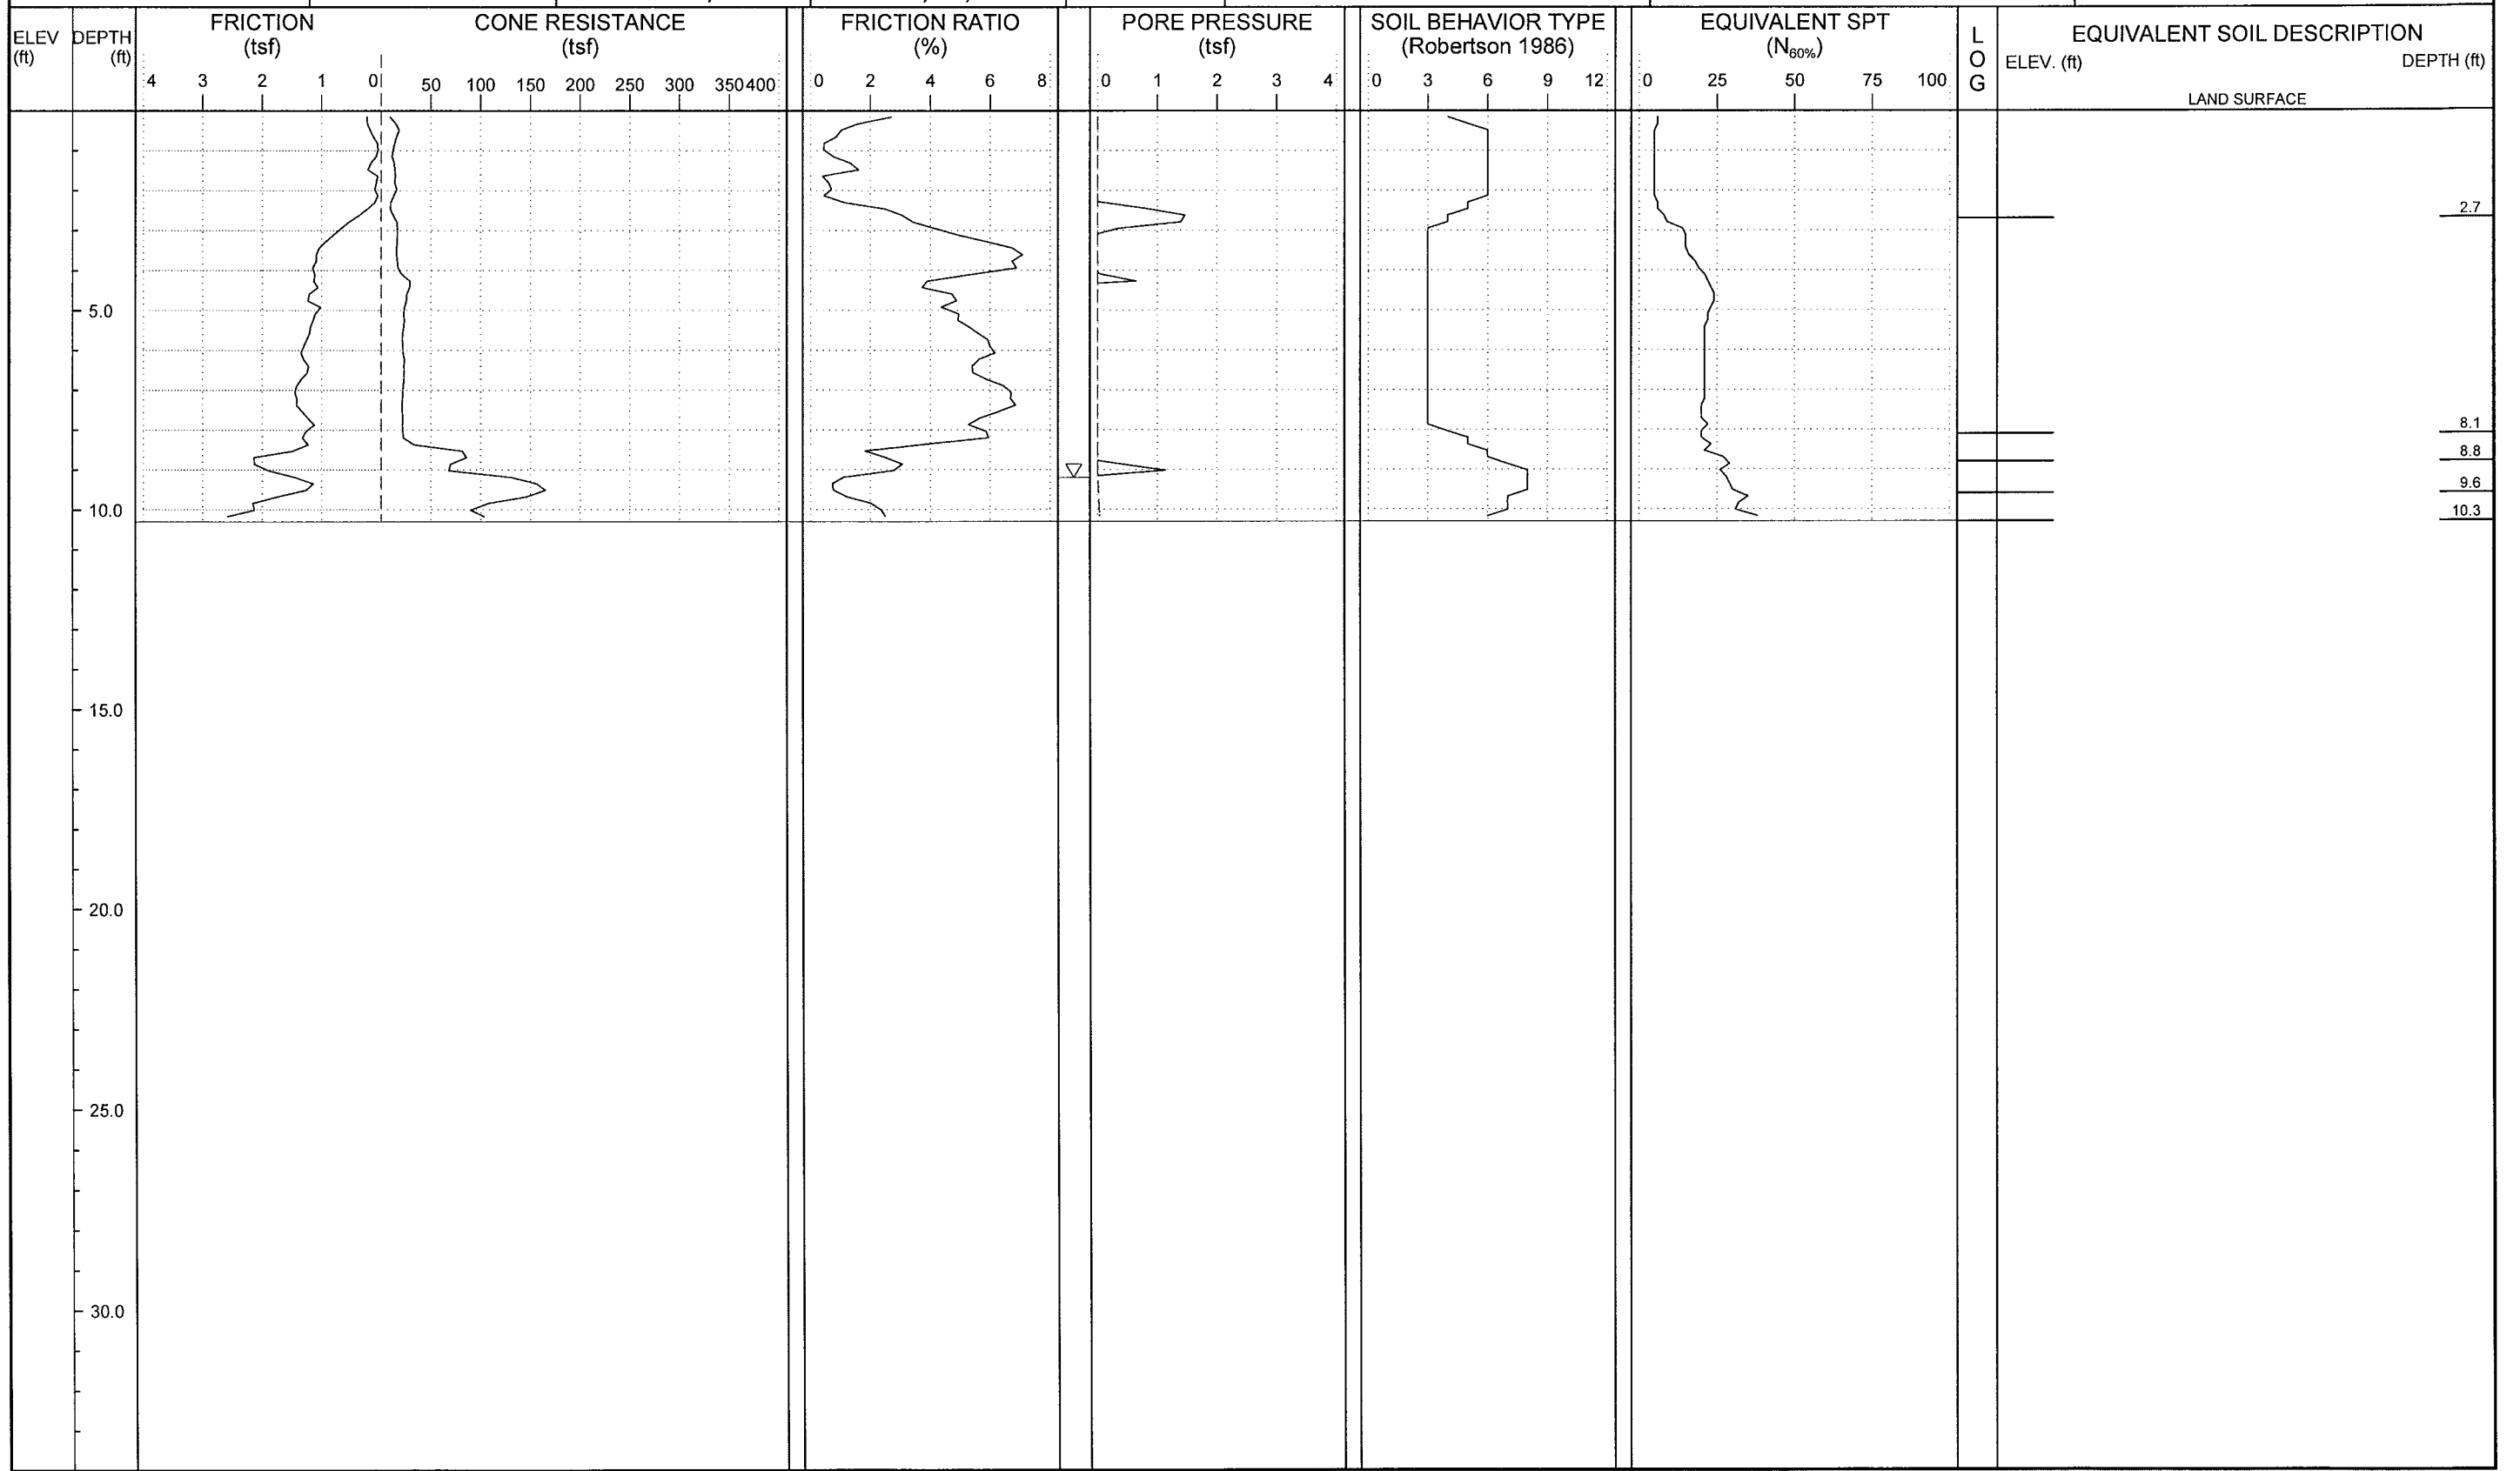 ELEV
(ft)
DEPTH
(ft)
FRICTION
(tsf)
4 3 2 1 0
CONE RESISTANCE
(tsf)
50 100 150 200 250 300 350 400
FRICTION RATIO
(%)
0 2 4 6 8
PORE PRESSURE
(tsf)
0 1 2 3 4
SOIL BEHAVIOR TYPE
(Robertson 1986)
0 3 6 9 12
EQUIVALENT SPT
(N60%)
0 25 50 75 100
L
O
G
EQUIVALENT SOIL DESCRIPTION
ELEV. (ft) DEPTH (ft)
LAND SURFACE
2.7
5.0
8.1
8.8
9.6
10.0
10.3
15.0
20.0
25.0
30.0